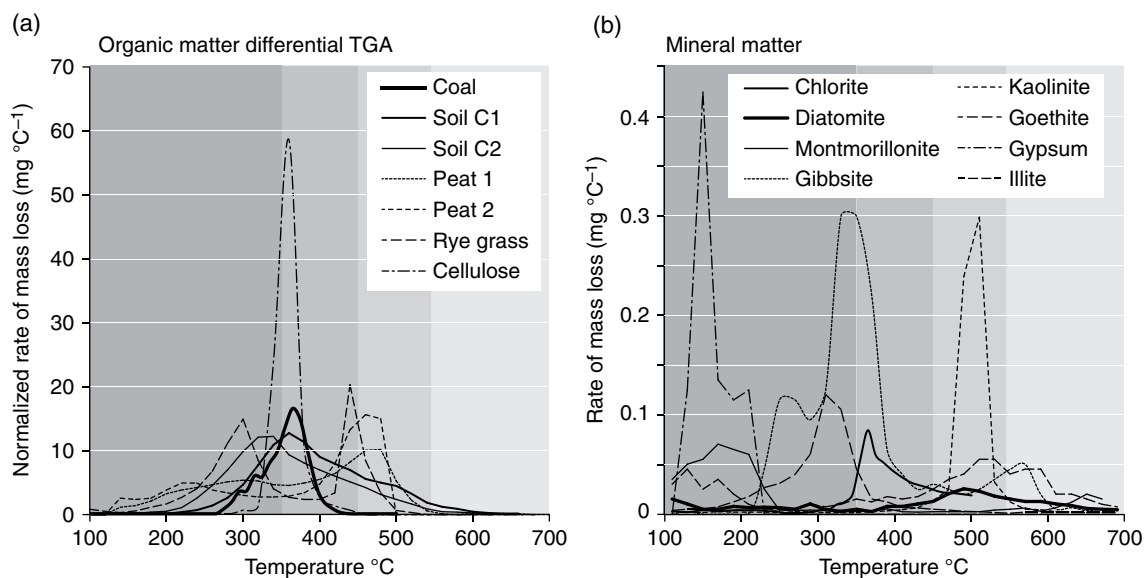 (a)
Organic matter differential TGA
Normalized rate of mass loss (mg °C–1)
70
60
50
40
30
20
10
0
Coal
Soil C1
Soil C2
Peat 1
Peat 2
Rye grass
Cellulose
100 200 300 400 500 600 700
Temperature °C
(b)
Mineral matter
Rate of mass loss (mg °C–1)
0.4
0.3
0.2
0.1
0
Chlorite
Diatomite
Montmorillonite
Gibbsite
Kaolinite
Goethite
Gypsum
Illite
100 200 300 400 500 600 700
Temperature °C